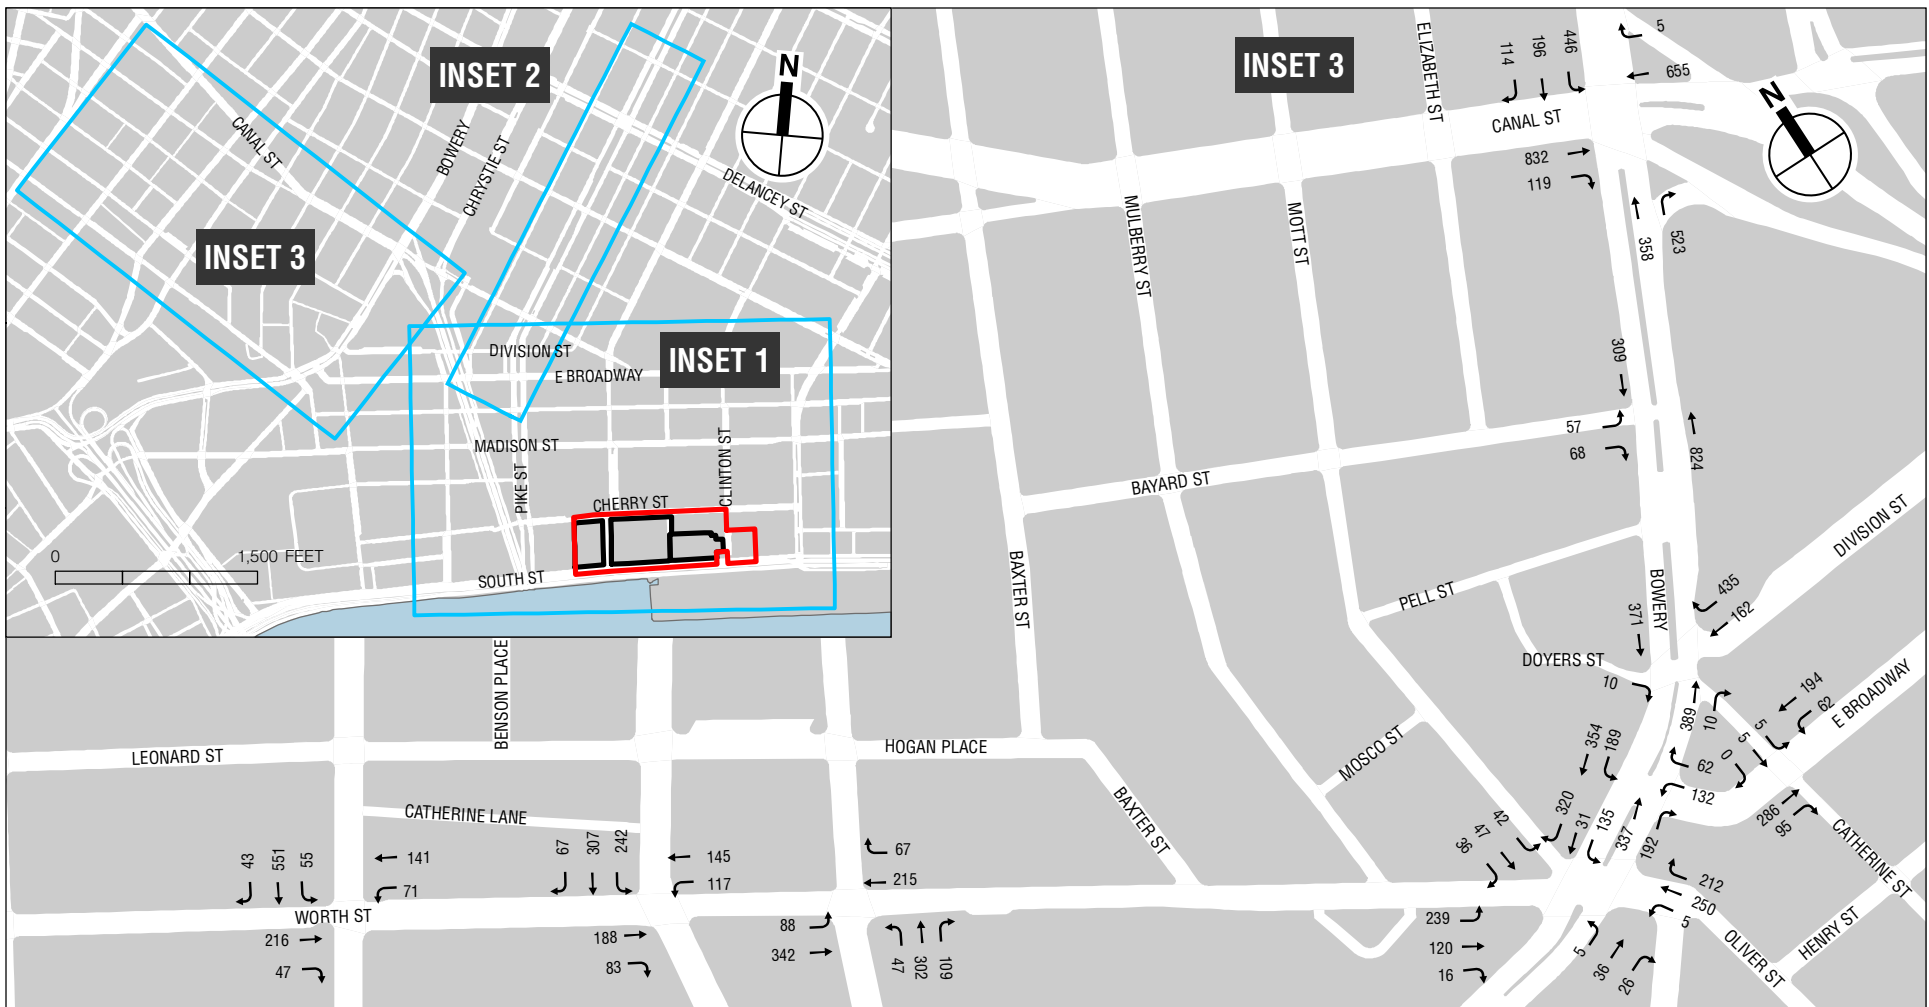 INSET 2
N
CANAL ST
BOWERY
CHRYSTIE ST
DELANCEY ST
INSET 3
DIVISION ST
INSET 1
E BROADWAY
MADISON ST
PIKE ST
CLINTON ST
CHERRY ST
0
1,500 FEET
SOUTH ST
INSET 3
N
ELIZABETH ST
114
196
446
5
655
CANAL ST
832
119
358
523
MULBERRY ST
MOTT ST
309
57
68
824
BAYARD ST
BAXTER ST
PELL ST
BOWERY
DIVISION ST
371
435
162
DOYERS ST
10
389
10
194
62
E BROADWAY
5
5
0
354
189
62
132
286
95
CATHERINE ST
MOSCO ST
320
31
135
337
192
42
47
36
212
250
5
HENRY ST
OLIVER ST
239
120
16
5
36
26
BENSON PLACE
LEONARD ST
HOGAN PLACE
CATHERINE LANE
BAXTER ST
43
551
55
141
71
67
307
242
145
117
67
215
WORTH ST
216
47
188
83
88
342
47
302
109